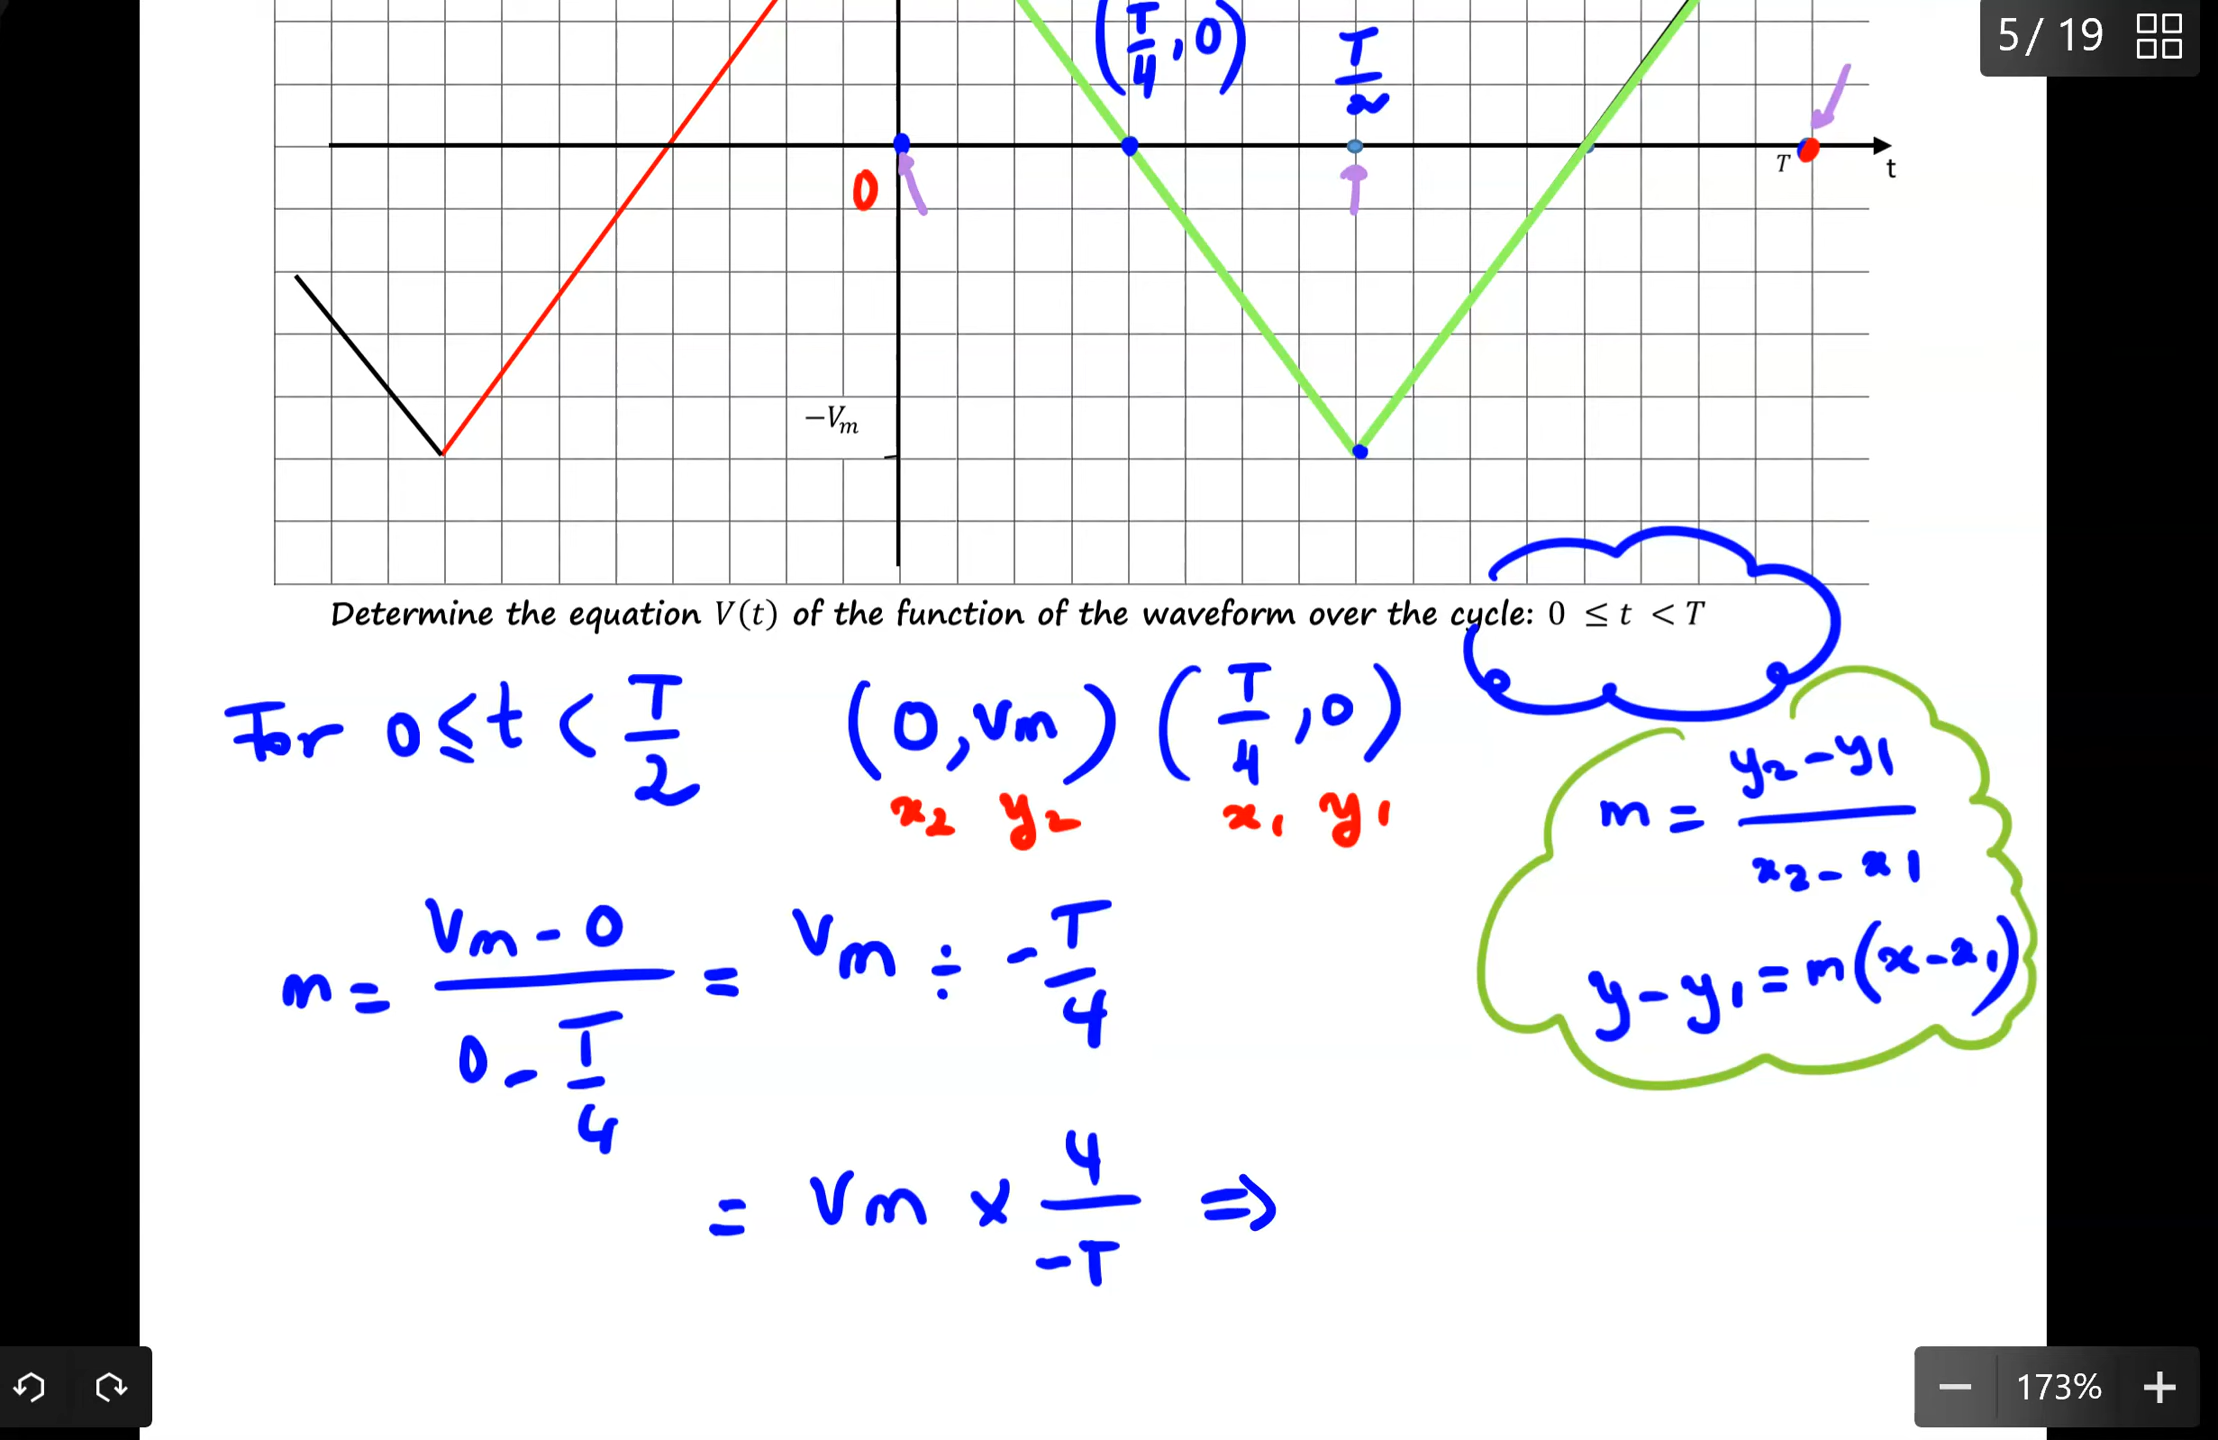 5 / 19
(T/4, 0)
T/2
0
T
t
−Vm
Determine the equation V(t) of the function of the waveform over the cycle: 0 ≤ t < T
For 0 ≤ t < T/2 (0, Vm) (T/4, 0)
x2 y2 x1 y1
m = (y2 − y1)/(x2 − x1)
m = (Vm − 0)/(0 − T/4) = Vm ÷ −T/4
y − y1 = m(x − x1)
= Vm × 4/−T ⇒
173%